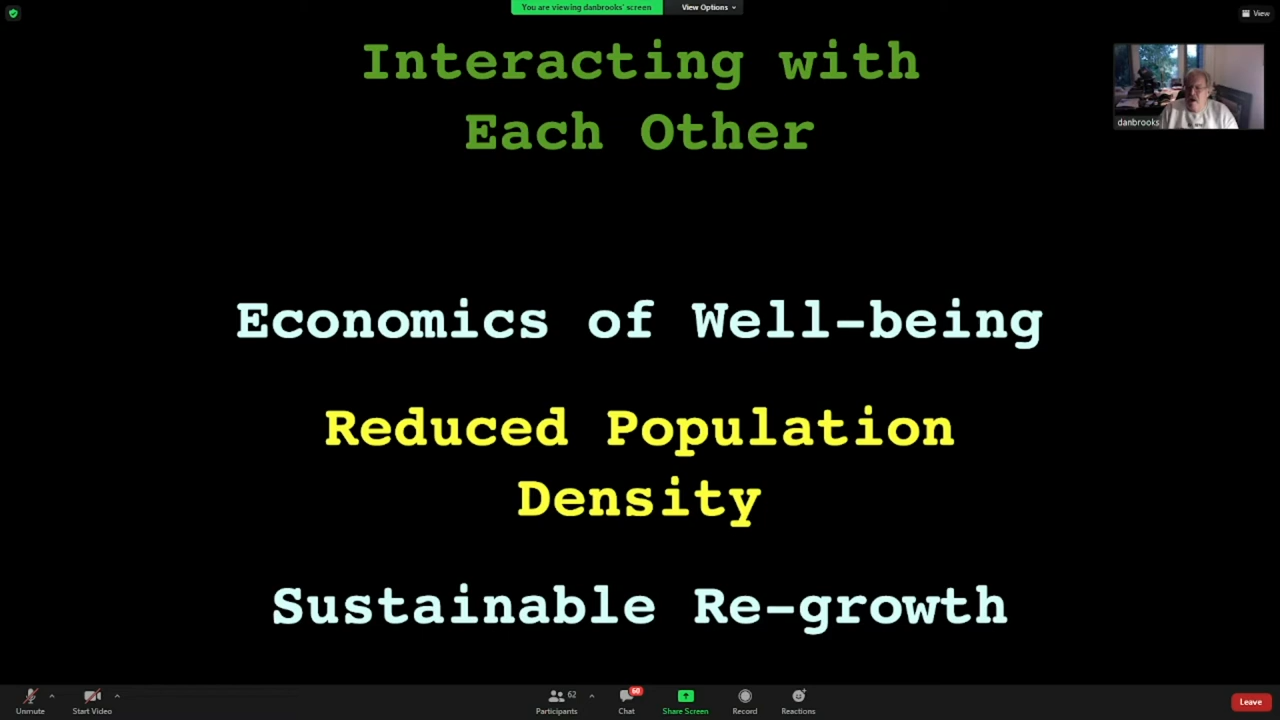 You are viewing danbrooks' screen
View Options
View
Interacting with
Each Other
danbrooks
Economics of Well-being
Reduced Population
Density
Sustainable Re-growth
Unmute
Start Video
62
Participants
60
Chat
Share Screen
Record
Reactions
Leave